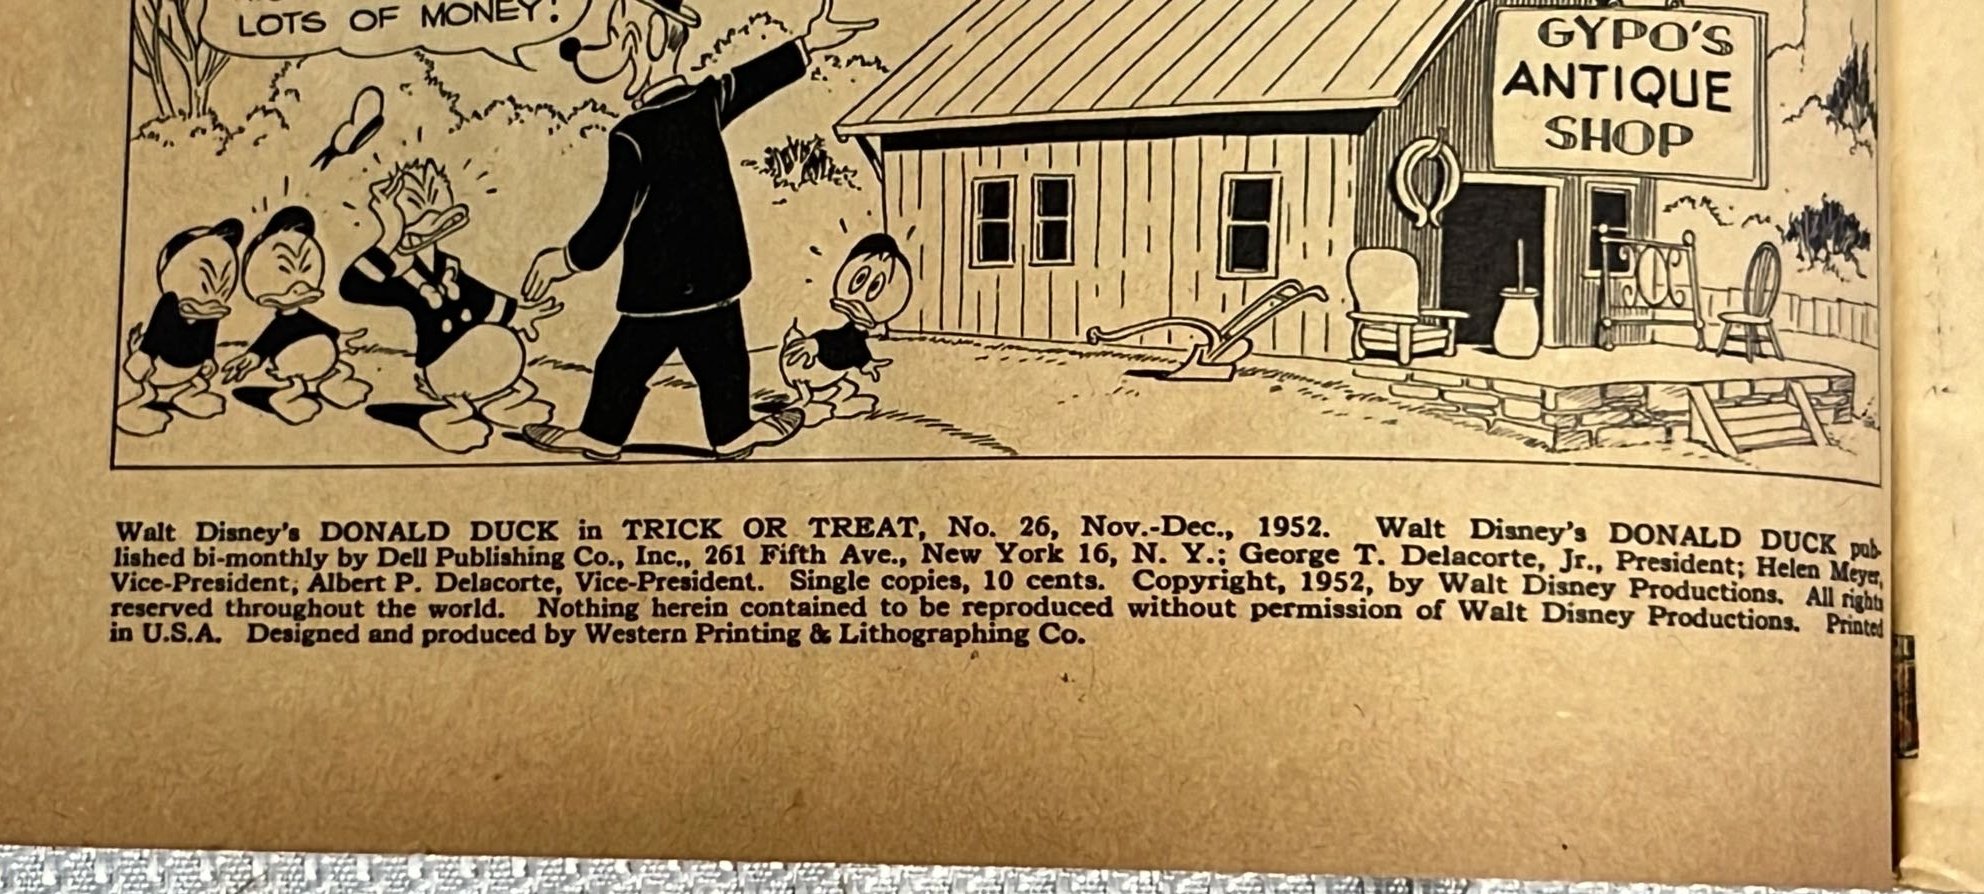 LOTS OF MONEY!
GYPO'S
ANTIQUE
SHOP
Walt Disney's DONALD DUCK in TRICK OR TREAT, No. 26, Nov.-Dec., 1952. Walt Disney's DONALD DUCK pub-
lished bi-monthly by Dell Publishing Co., Inc., 261 Fifth Ave., New York 16, N. Y.; George T. Delacorte, Jr., President; Helen Meyer,
Vice-President; Albert P. Delacorte, Vice-President. Single copies, 10 cents. Copyright, 1952, by Walt Disney Productions. All rights
reserved throughout the world. Nothing herein contained to be reproduced without permission of Walt Disney Productions. Printed
in U.S.A. Designed and produced by Western Printing & Lithographing Co.